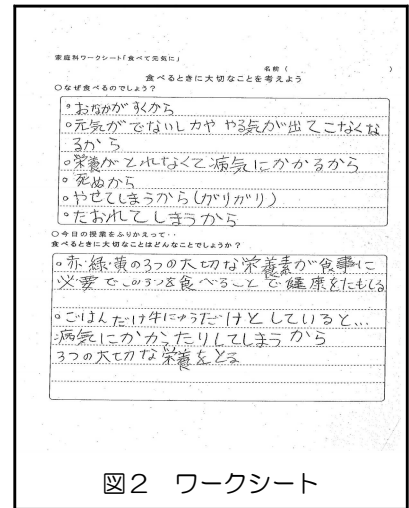 家庭科ワークシート「食べて元気に」
名前（　　　　　　　）
食べるときに大切なことを考えよう
○なぜ食べるのでしょう？
・おなかがすくから
・元気がでないし力ややる気が出てこなくな
るから
・栄養がとれなくて病気にかかるから
・死ぬから
・やせてしまうから(ガリガリ)
・たおれてしまうから
○今日の授業をふりかえって・・
食べるときに大切なことはどんなことでしょうか？
・赤・緑・黄の3つの大切な栄養素が食事に
必要でこの3つを食べることで健康をたもてる
・ごはんだけ牛にゅうだけとしていると…
病気にかかったりしてしまうから
3つの大切な栄養をとる
図２　ワークシート